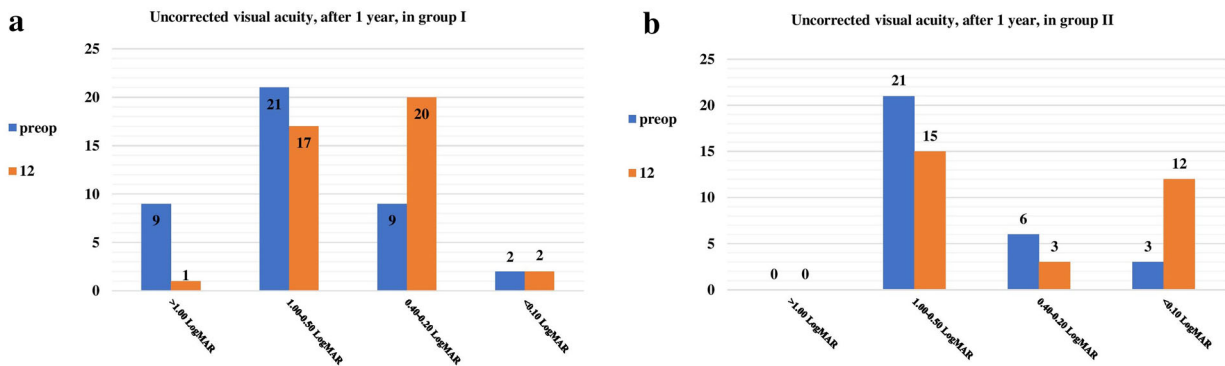 a
Uncorrected visual acuity, after 1 year, in group I
25
20
15
10
5
0
preop
12
9
1
21
17
9
20
2
2
>1.00 LogMAR
1.00-0.50 LogMAR
0.40-0.20 LogMAR
<0.10 LogMAR
b
Uncorrected visual acuity, after 1 year, in group II
25
20
15
10
5
0
preop
12
0
0
21
15
6
3
3
12
>1.00 LogMAR
1.00-0.50 LogMAR
0.40-0.20 LogMAR
<0.10 LogMAR